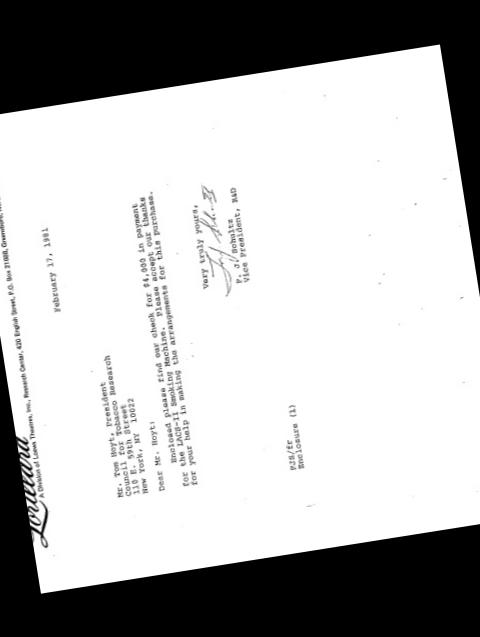 Lorillard
A Division of Loews Theatres, Inc., Research Center, 420 English Street, P.O. Box 21688, Greensboro,
February 17, 1981
Mr. Tom Hoyt, President
Council for Tobacco Research
110 E. 59th Street
New York, NY 10022
Dear Mr. Hoyt:
Enclosed please find our check for $4,000 in payment
for the LACS-II Smoking Machine. Please accept our thanks
for your help in making the arrangements for this purchase.
Very truly yours,
P. J. Schultz
Vice President, R&D
PJS/fr
Enclosure (1)